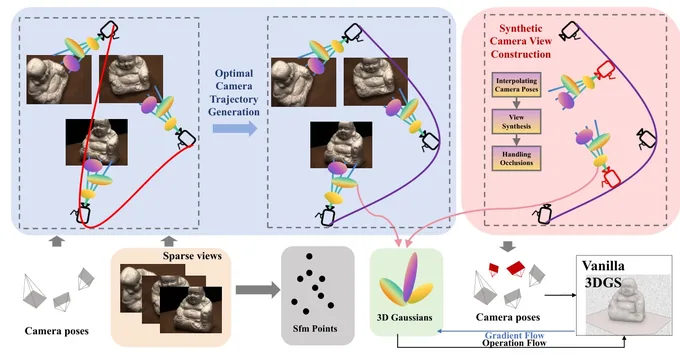 Optimal
Camera
Trajectory
Generation
Synthetic
Camera View
Construction
Interpolating
Camera Poses
View
Synthesis
Handling
Occlusions
Sparse views
Camera poses
Sfm Points
3D Gaussians
Camera poses
Vanilla
3DGS
Gradient Flow
Operation Flow